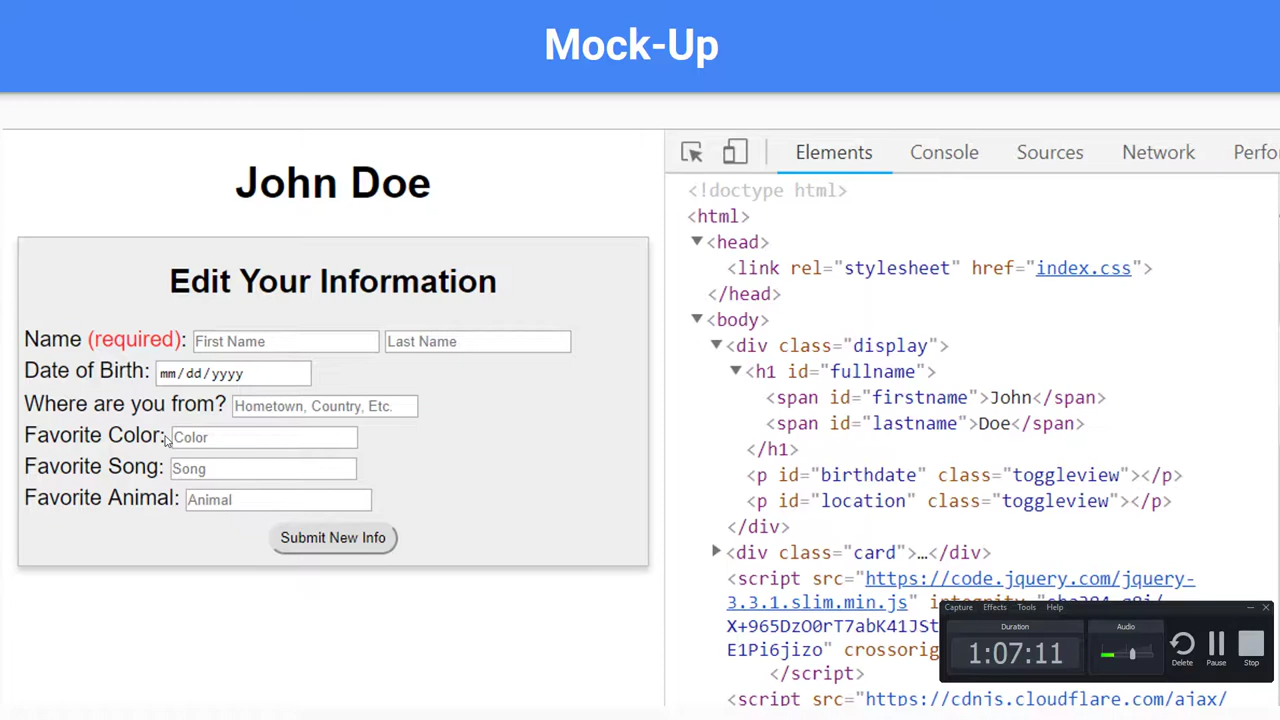 Mock-Up
John Doe
Edit Your Information
Name (required): First Name Last Name
Date of Birth: mm/dd/yyyy
Where are you from? Hometown, Country, Etc.
Favorite Color: Color
Favorite Song: Song
Favorite Animal: Animal
Submit New Info
Elements Console Sources Network Perfo
<!doctype html>
<html>
<head>
<link rel="stylesheet" href="index.css">
</head>
<body>
<div class="display">
<h1 id="fullname">
<span id="firstname">John</span>
<span id="lastname">Doe</span>
</h1>
<p id="birthdate" class="toggleview"></p>
<p id="location" class="toggleview"></p>
</div>
<div class="card">…</div>
<script src="https://code.jquery.com/jquery-
3.3.1.slim.min.js"
X+965DzO0rT7abK41JSt
E1Pi6jizo" crossorig
</script>
<script src="https://cdnjs.cloudflare.com/ajax/
Capture Effects Tools Help
Duration Audio
1:07:11
Delete Pause Stop